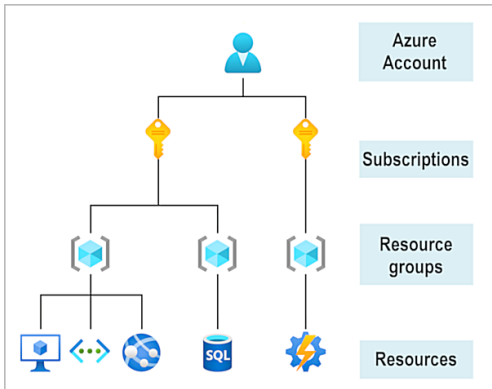 Azure
Account
Subscriptions
Resource
groups
SQL
Resources